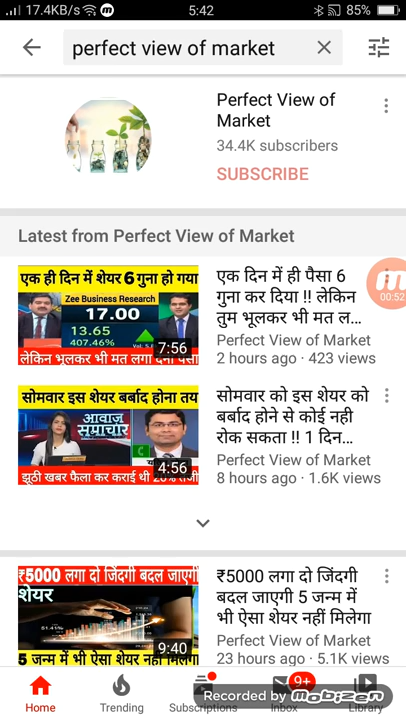 17.4KB/s
5:42
85%
perfect view of market
Perfect View of
Market
34.4K subscribers
SUBSCRIBE
Latest from Perfect View of Market
एक ही दिन में शेयर 6 गुना हो गया
Zee Business Research
17.00
13.65
407.46%
लेकिन भूलकर भी मत लगा
7:56
एक दिन में ही पैसा 6
गुना कर दिया !! लेकिन
तुम भूलकर भी मत ल...
Perfect View of Market
2 hours ago · 423 views
00:52
सोमवार इस शेयर बर्बाद होना तय
आवाज
समाचार
झूठी खबर फैला कर कराई थी
4:56
सोमवार को इस शेयर को
बर्बाद होने से कोई नही
रोक सकता !! 1 दिन...
Perfect View of Market
8 hours ago · 1.6K views
₹5000 लगा दो जिंदगी बदल जाएगी
शेयर
5 जन्म में भी ऐसा शेयर नहीं मिलेगा
9:40
₹5000 लगा दो जिंदगी
बदल जाएगी 5 जन्म में
भी ऐसा शेयर नहीं मिलेगा
Perfect View of Market
23 hours ago · 5.1K views
Recorded by mobizen
9+
Home
Trending
Subscriptions
Inbox
Library